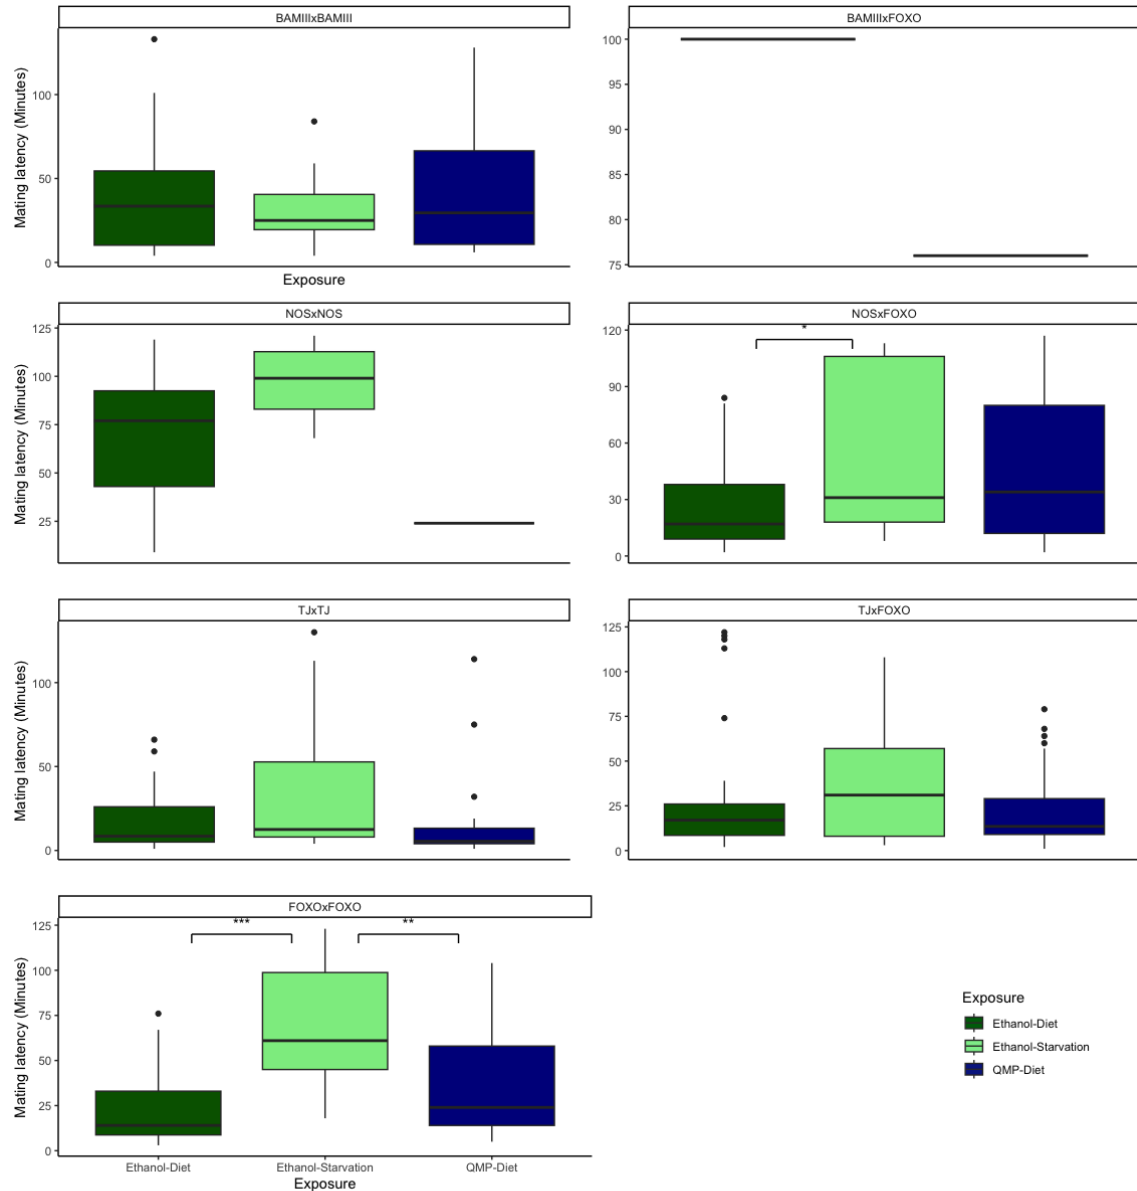 BAMIIIxBAMIII
Mating latency (Minutes)
100
50
0
Exposure
BAMIIIxFOXO
100
95
90
85
80
75
NOSxNOS
Mating latency (Minutes)
125
100
75
50
25
NOSxFOXO
120
90
60
30
0
*
TJxTJ
Mating latency (Minutes)
100
50
0
TJxFOXO
125
100
75
50
25
0
FOXOxFOXO
Mating latency (Minutes)
125
100
75
50
25
0
***
**
Ethanol-Diet
Ethanol-Starvation
QMP-Diet
Exposure
Exposure
Ethanol-Diet
Ethanol-Starvation
QMP-Diet